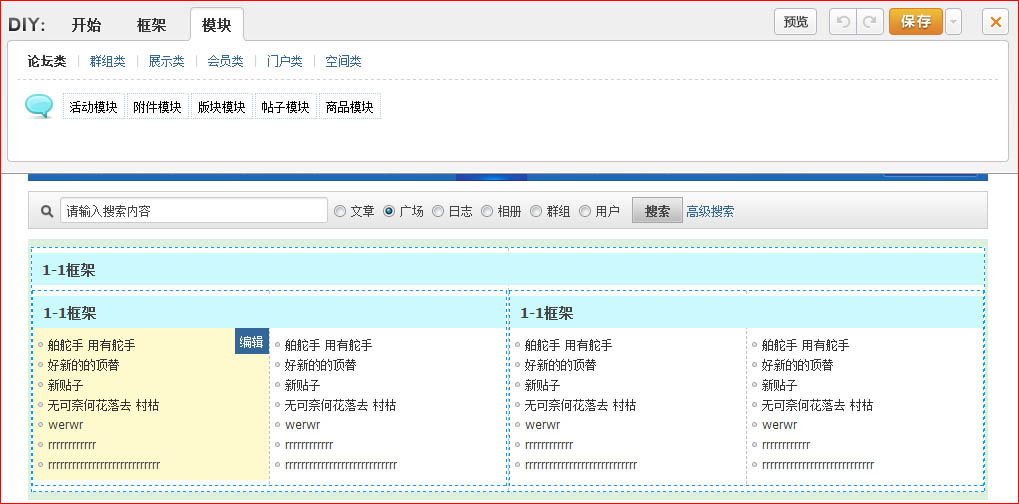 DIY: 开始 框架 模块 预览 保存
论坛类 群组类 展示类 会员类 门户类 空间类
活动模块 附件模块 版块模块 帖子模块 商品模块
请输入搜索内容 文章 广场 日志 相册 群组 用户 搜索 高级搜索
1-1框架
1-1框架 1-1框架
编辑
舶舵手 用有舵手 舶舵手 用有舵手 舶舵手 用有舵手 舶舵手 用有舵手
好新的的顶替 好新的的顶替 好新的的顶替 好新的的顶替
新贴子 新贴子 新贴子 新贴子
无可奈何花落去 村枯 无可奈何花落去 村枯 无可奈何花落去 村枯 无可奈何花落去 村枯
werwr werwr werwr werwr
rrrrrrrrrrrr rrrrrrrrrrrr rrrrrrrrrrrr rrrrrrrrrrrr
rrrrrrrrrrrrrrrrrrrrrrrrrrrr rrrrrrrrrrrrrrrrrrrrrrrrrrrr rrrrrrrrrrrrrrrrrrrrrrrrrrrr rrrrrrrrrrrrrrrrrrrrrrrrrrrr